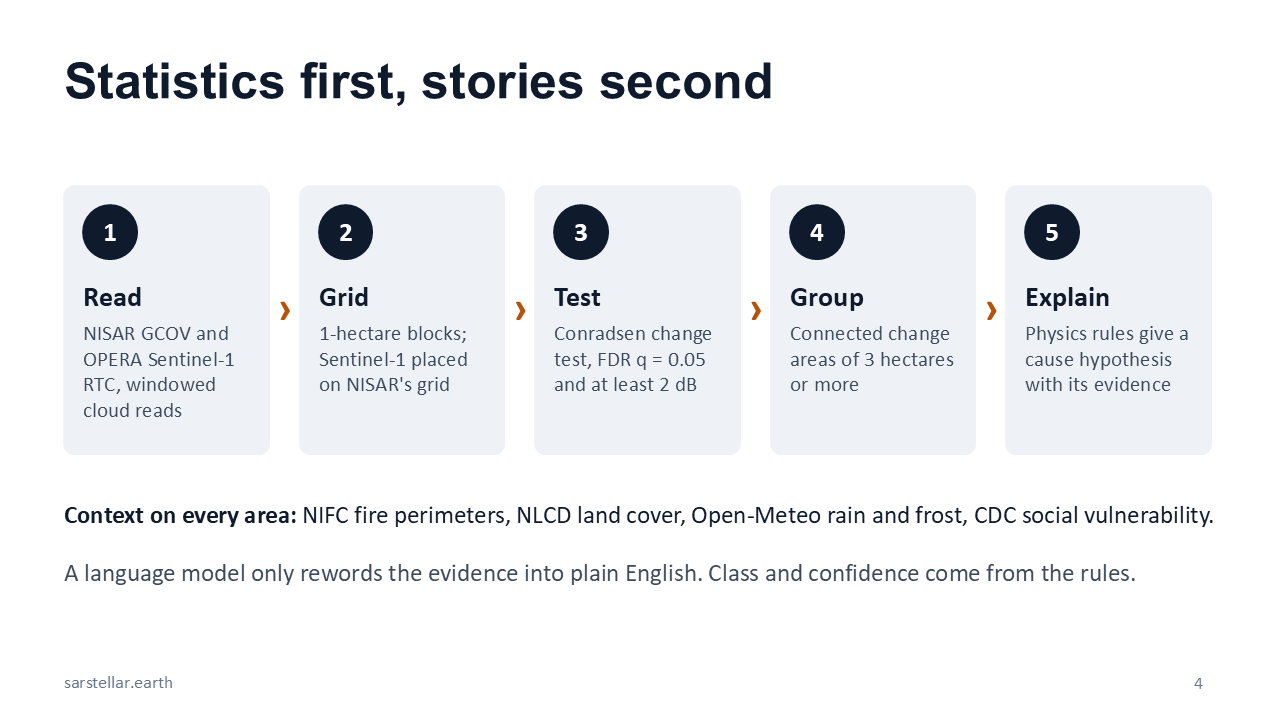 Statistics first, stories second
1
Read
NISAR GCOV and
OPERA Sentinel-1
RTC, windowed
cloud reads
›
2
Grid
1-hectare blocks;
Sentinel-1 placed
on NISAR's grid
›
3
Test
Conradsen change
test, FDR q = 0.05
and at least 2 dB
›
4
Group
Connected change
areas of 3 hectares
or more
›
5
Explain
Physics rules give a
cause hypothesis
with its evidence
Context on every area: NIFC fire perimeters, NLCD land cover, Open-Meteo rain and frost, CDC social vulnerability.
A language model only rewords the evidence into plain English. Class and confidence come from the rules.
sarstellar.earth
4